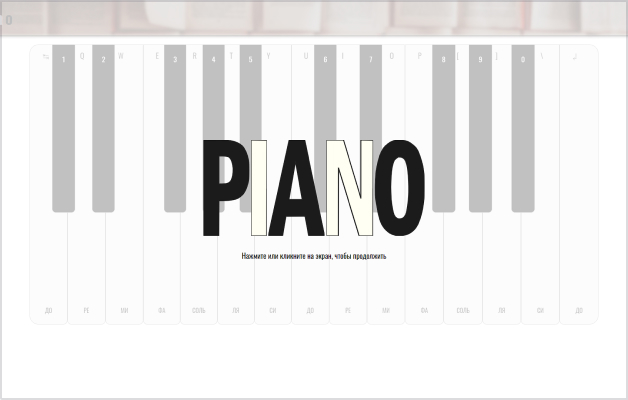 O
Q W E R T Y U I O P [ ] \
1 2 3 4 5 6 7 8 9 0
PIANO
Нажмите или кликните на экран, чтобы продолжить
ДО РЕ МИ ФА СОЛЬ ЛЯ СИ ДО РЕ МИ ФА СОЛЬ ЛЯ СИ ДО